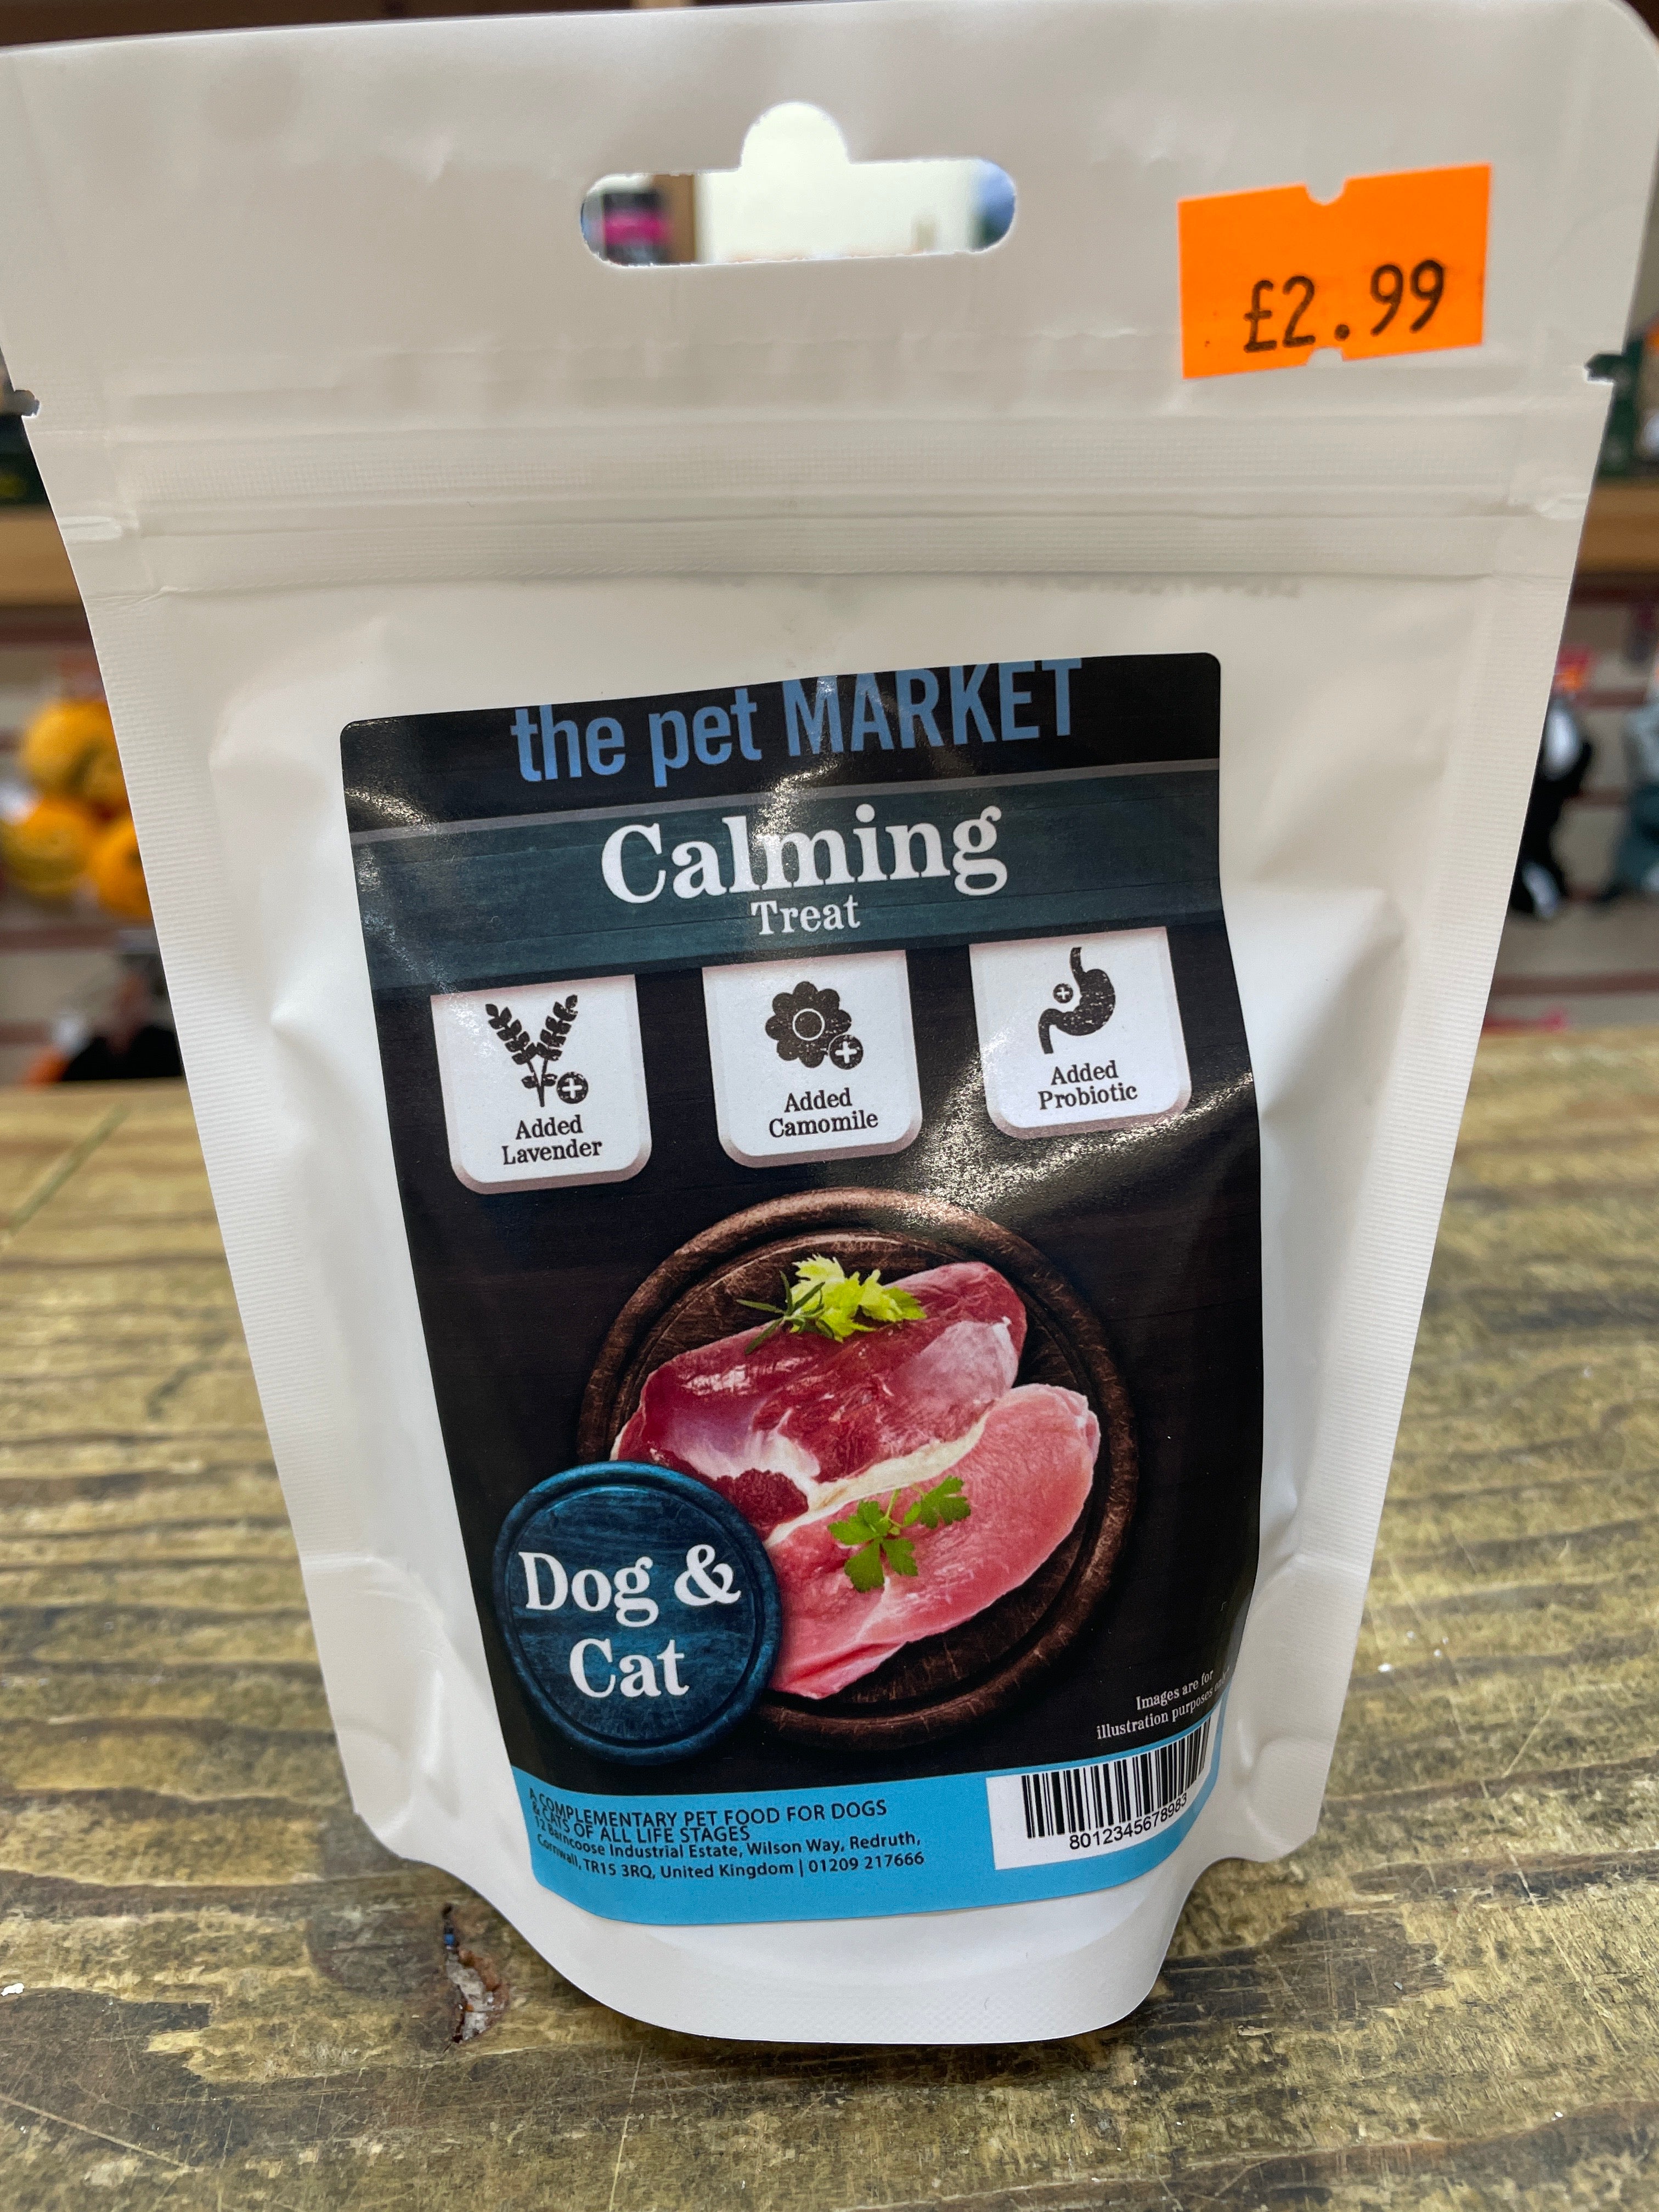 £2.99
the pet MARKET
Calming
Treat
Added
Lavender
Added
Camomile
Added
Probiotic
Dog &
Cat
Images are for
illustration purposes
A COMPLEMENTARY PET FOOD FOR DOGS
& CATS OF ALL LIFE STAGES
12 Barncoose Industrial Estate, Wilson Way, Redruth,
Cornwall, TR15 3RQ, United Kingdom | 01209 217666
8012345678983